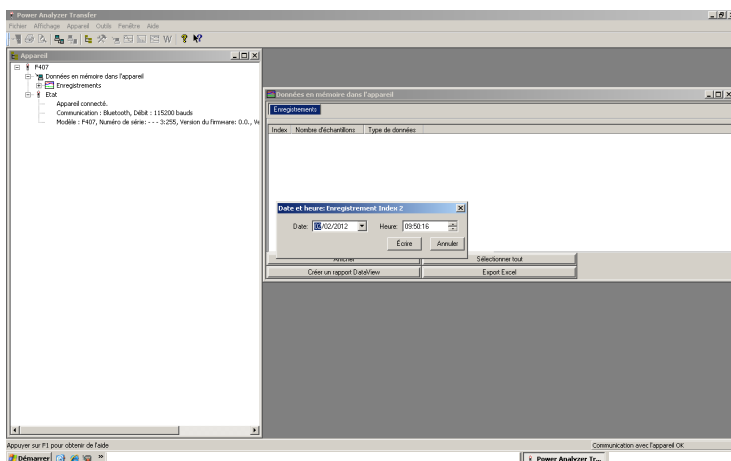 Power Analyzer Transfer
Fichier Affichage Appareil Outils Fenêtre Aide
Appareil
F407
Données en mémoire dans l'appareil
Enregistrements
Etat
Appareil connecté.
Communication : Bluetooth, Débit : 115200 bauds
Modèle : F407, Numéro de série: - - - 3:255, Version du firmware: 0.0., Ve
Données en mémoire dans l'appareil
Enregistrements
Index Nombre d'échantillons Type de données
Date et heure: Enregistrement Index 2
Date: 02/02/2012 Heure: 09:50:16
Écrire Annuler
Afficher Sélectionner tout
Créer un rapport DataView Export Excel
Appuyer sur F1 pour obtenir de l'aide Communication avec l'appareil OK
Démarrer » Power Analyzer Tr...